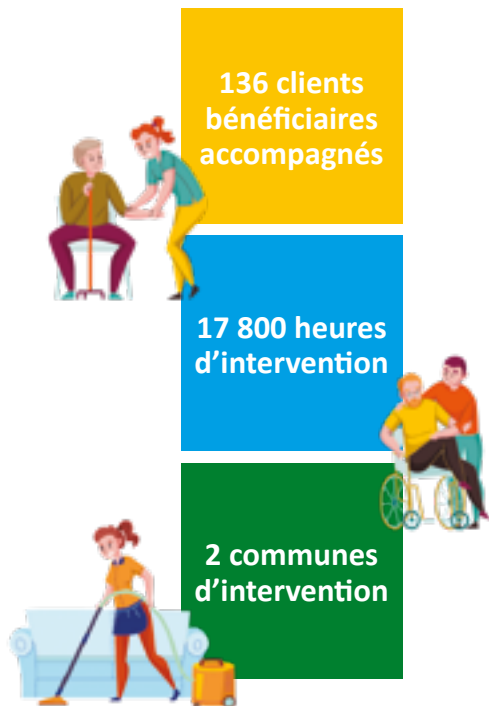 136 clients
bénéficiaires
accompagnés
17 800 heures
d’intervention
2 communes
d’intervention